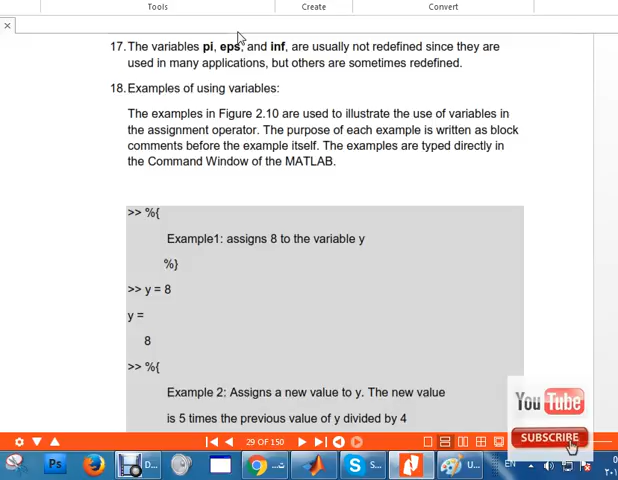 Tools Create Convert
17. The variables pi, eps, and inf, are usually not redefined since they are
used in many applications, but others are sometimes redefined.
18. Examples of using variables:
The examples in Figure 2.10 are used to illustrate the use of variables in
the assignment operator. The purpose of each example is written as block
comments before the example itself. The examples are typed directly in
the Command Window of the MATLAB.
>> %{
Example1: assigns 8 to the variable y
%}
>> y = 8
y =
8
>> %{
Example 2: Assigns a new value to y. The new value
is 5 times the previous value of y divided by 4
You Tube
SUBSCRIBE
29 OF 150
Ps
D...
S...
U...
EN